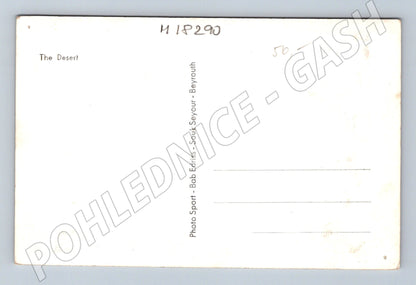 M 18290
50 -
The Desert
Photo Sport - Bab Edriss - Souk Seyour - Beyrouth
POHLEDNICE - GASH